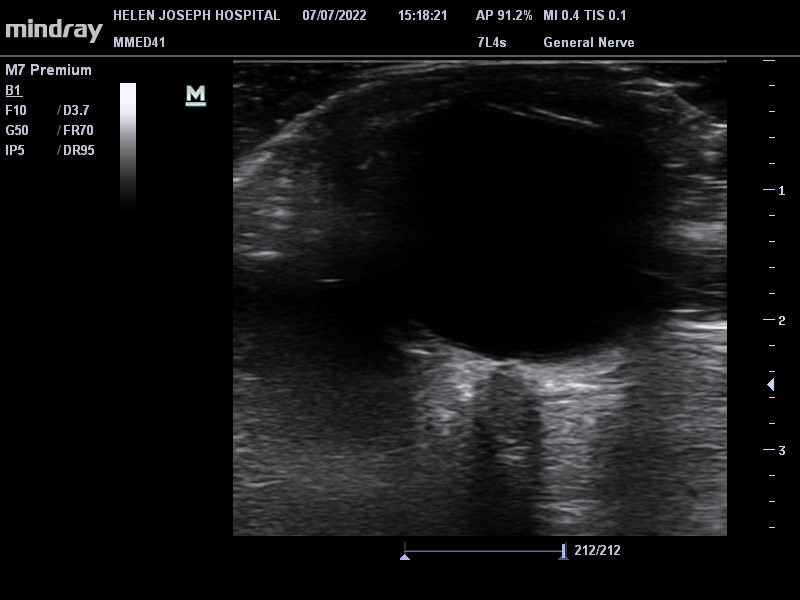 mindray
HELEN JOSEPH HOSPITAL 07/07/2022 15:18:21 AP 91.2% MI 0.4 TIS 0.1
MMED41 7L4s General Nerve
M7 Premium
B1
F10 / D3.7
G50 / FR70
IP5 / DR95
M
1
2
3
212/212